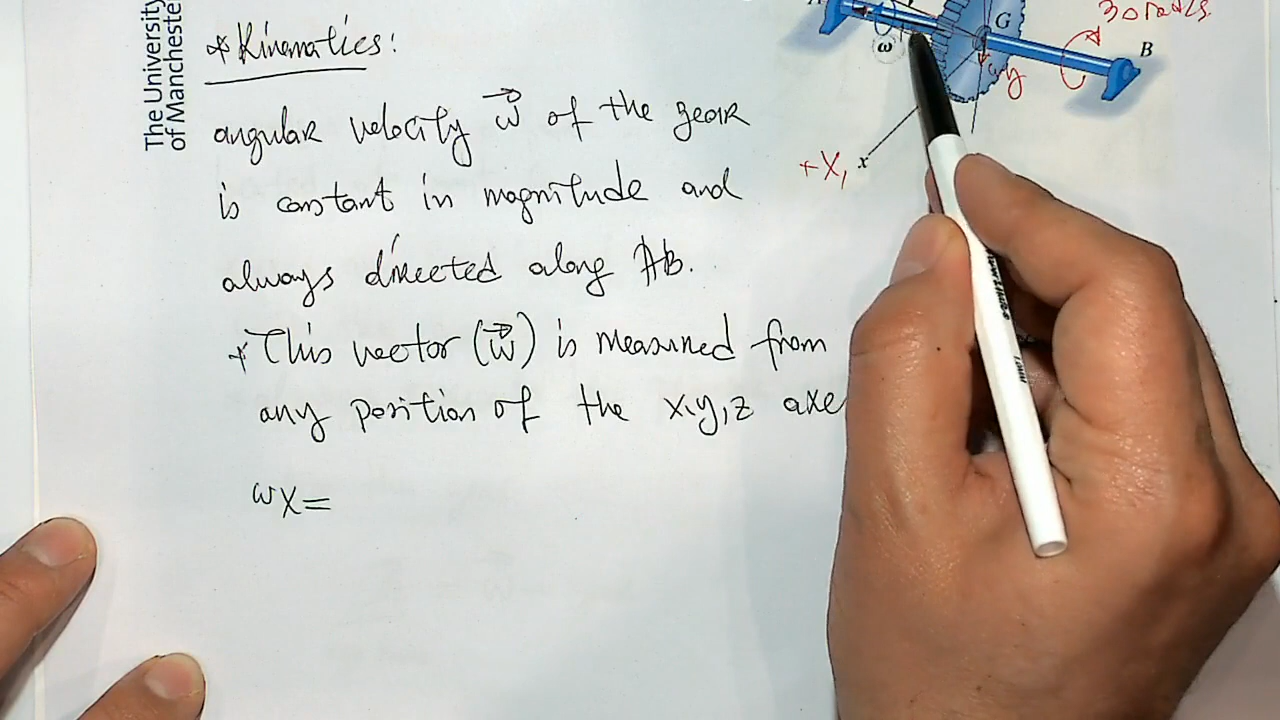 The University
of Manchester
* Kinematics:
angular velocity w⃗ of the gear
is constant in magnitude and
always directed along AB.
* This vector (w⃗) is measured from
any position of the x,y,z axe
wx=
A
ω
G
30 rad/s.
B
y
+X,
x